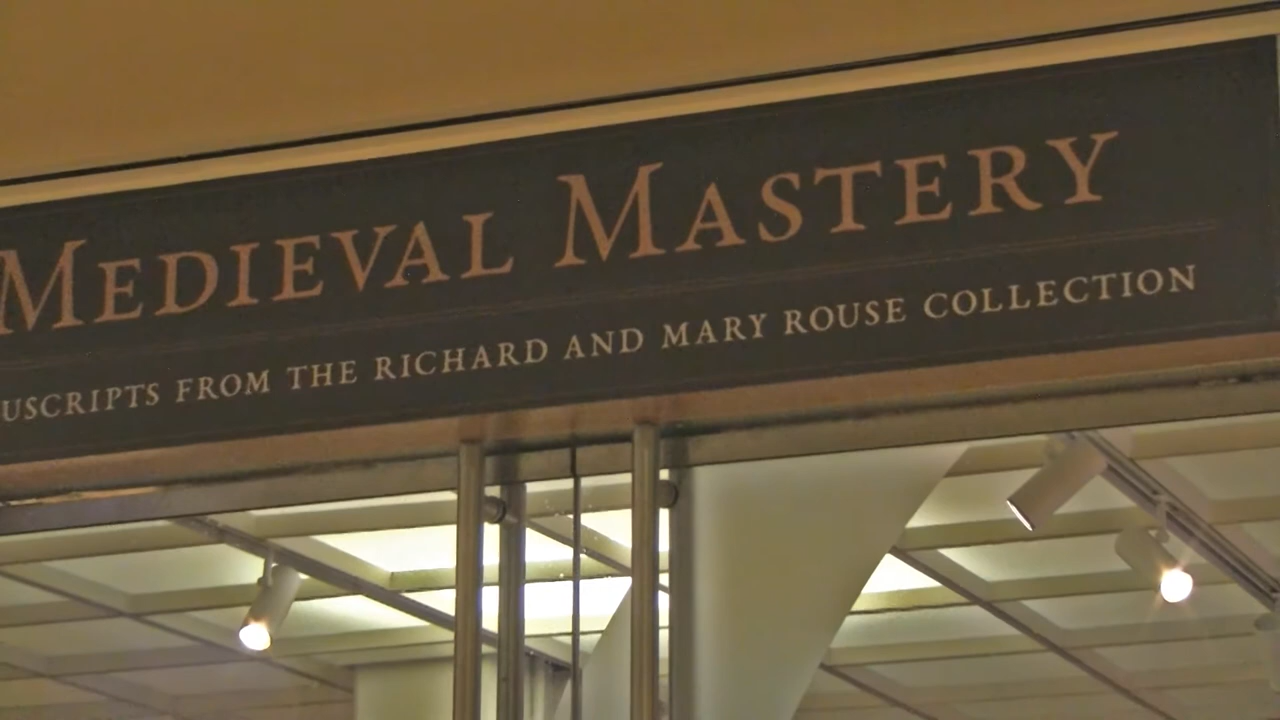 MEDIEVAL MASTERY
USCRIPTS FROM THE RICHARD AND MARY ROUSE COLLECTION